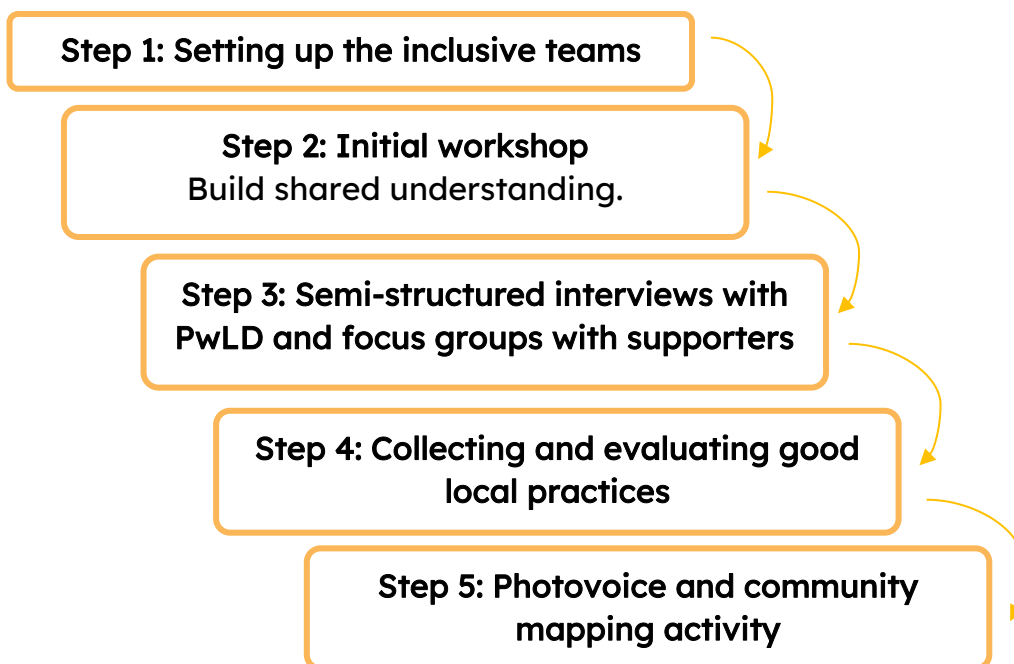 Step 1: Setting up the inclusive teams
Step 2: Initial workshop
Build shared understanding.
Step 3: Semi-structured interviews with
PwLD and focus groups with supporters
Step 4: Collecting and evaluating good
local practices
Step 5: Photovoice and community
mapping activity